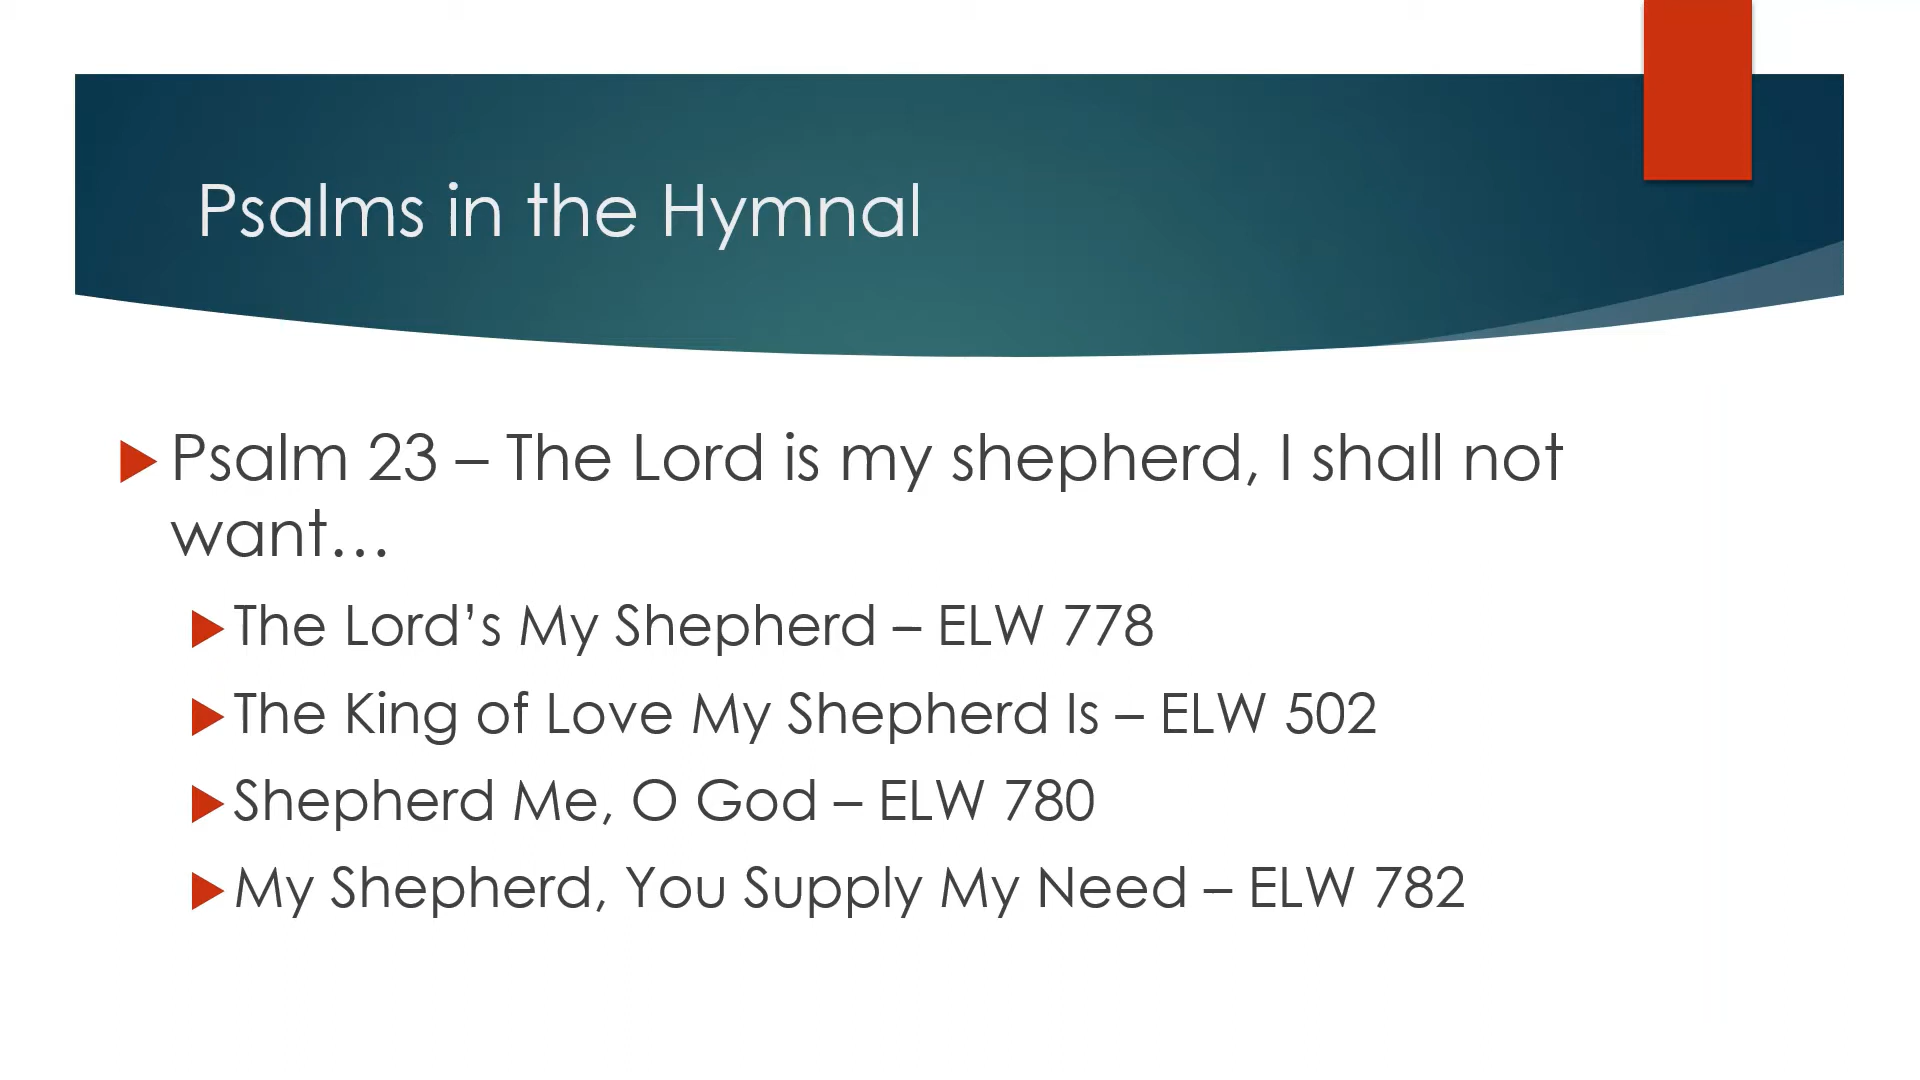 Psalms in the Hymnal
Psalm 23 – The Lord is my shepherd, I shall not
want…
The Lord’s My Shepherd – ELW 778
The King of Love My Shepherd Is – ELW 502
Shepherd Me, O God – ELW 780
My Shepherd, You Supply My Need – ELW 782